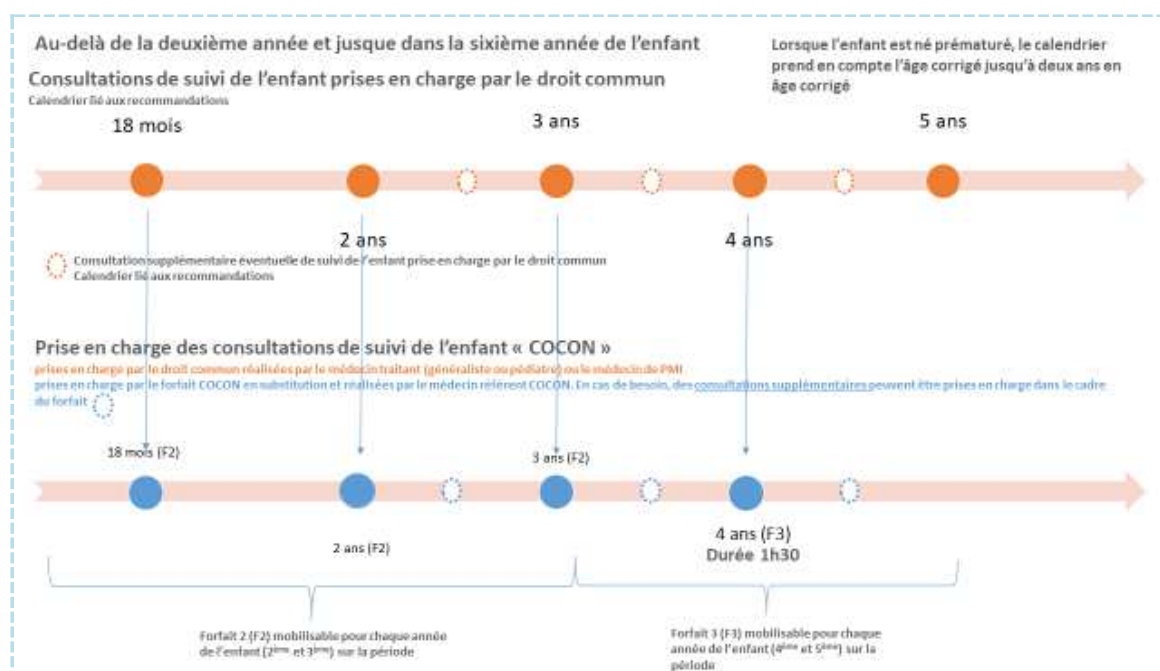 Au-delà de la deuxième année et jusque dans la sixième année de l'enfant
Consultations de suivi de l'enfant prises en charge par le droit commun
Calendrier lié aux recommandations
Lorsque l'enfant est né prématuré, le calendrier
prend en compte l'âge corrigé jusqu'à deux ans en
âge corrigé
18 mois
3 ans
5 ans
2 ans
4 ans
Consultation supplémentaire éventuelle de suivi de l'enfant prise en charge par le droit commun
Calendrier lié aux recommandations
Prise en charge des consultations de suivi de l'enfant « COCON »
prises en charge par le droit commun réalisées par le médecin traitant (généraliste ou pédiatre) ou le médecin de PMI
prises en charge par le forfait COCON en substitution et réalisées par le médecin référent COCON. En cas de besoin, des consultations supplémentaires peuvent être prises en charge dans le cadre
du forfait
18 mois (F2)
3 ans (F2)
2 ans (F2)
4 ans (F3)
Durée 1h30
Forfait 2 (F2) mobilisable pour chaque année
de l'enfant (2ème et 3ème) sur la période
Forfait 3 (F3) mobilisable pour chaque
année de l'enfant (4ème et 5ème) sur la
période